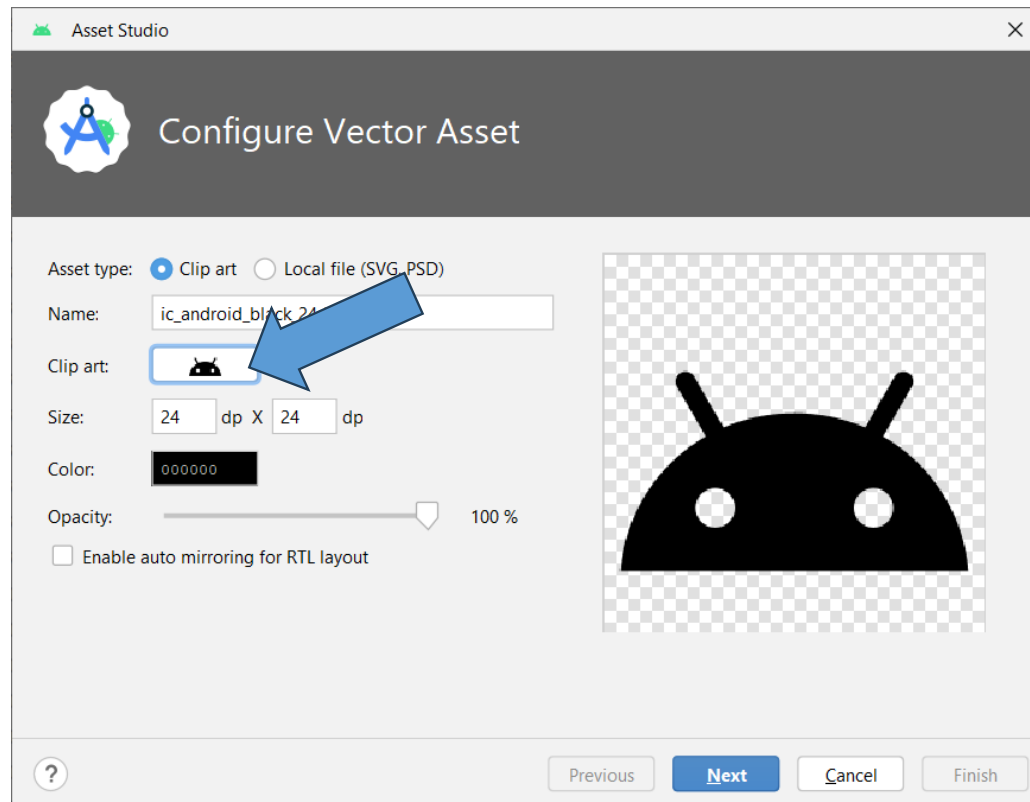 Asset Studio
Configure Vector Asset
Asset type: Clip art Local file (SVG, PSD)
Name: ic_android_black_24
Clip art:
Size: 24 dp X 24 dp
Color: 000000
Opacity: 100 %
Enable auto mirroring for RTL layout
? Previous Next Cancel Finish